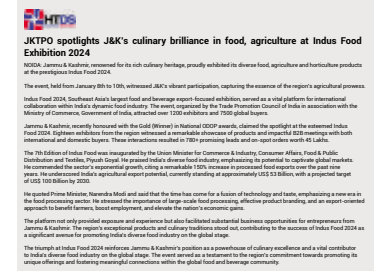 HTDS
JKTPO spotlights J&K's culinary brilliance in food, agriculture at Indus Food
Exhibition 2024
NOIDA: Jammu & Kashmir, renowned for its rich culinary heritage, proudly exhibited its diverse food, agriculture and horticulture products
at the prestigious Indus Food 2024.
The event, held from January 8th to 10th, witnessed J&K's vibrant participation, capturing the essence of the region's agricultural prowess.
Indus Food 2024, Southeast Asia's largest food and beverage export-focused exhibition, served as a vital platform for international
collaboration within India's dynamic food industry. The event, organized by the Trade Promotion Council of India in association with the
Ministry of Commerce, Government of India, attracted over 1200 exhibitors and 7500 global buyers.
Jammu & Kashmir, recently honoured with the Gold (Winner) in National ODOP awards, claimed the spotlight at the esteemed Indus
Food 2024. Eighteen exhibitors from the region witnessed a remarkable showcase of products and impactful B2B meetings with both
international and domestic buyers. These interactions resulted in 780+ promising leads and on-spot orders worth 45 Lakhs.
The 7th Edition of Indus Food was inaugurated by the Union Minister for Commerce & Industry, Consumer Affairs, Food & Public
Distribution and Textiles, Piyush Goyal. He praised India's diverse food industry, emphasizing its potential to captivate global markets.
He commended the sector's exponential growth, citing a remarkable 150% increase in processed food exports over the past nine
years. He underscored India's agricultural export potential, currently standing at approximately US$ 53 Billion, with a projected target
of US$ 100 Billion by 2030.
He quoted Prime Minister, Narendra Modi and said that the time has come for a fusion of technology and taste, emphasizing a new era in
the food processing sector. He stressed the importance of large-scale food processing, effective product branding, and an export-oriented
approach to benefit farmers, boost employment, and elevate the region's economic gains.
The platform not only provided exposure and experience but also facilitated substantial business opportunities for entrepreneurs from
Jammu & Kashmir. The region's exceptional products and culinary traditions stood out, contributing to the success of Indus Food 2024 as
a significant avenue for promoting India's diverse food industry on the global stage.
The triumph at Indus Food 2024 reinforces Jammu & Kashmir's position as a powerhouse of culinary excellence and a vital contributor
to India's diverse food industry on the global stage. The event served as a testament to the region's commitment towards promoting its
unique offerings and fostering meaningful connections within the global food and beverage community.